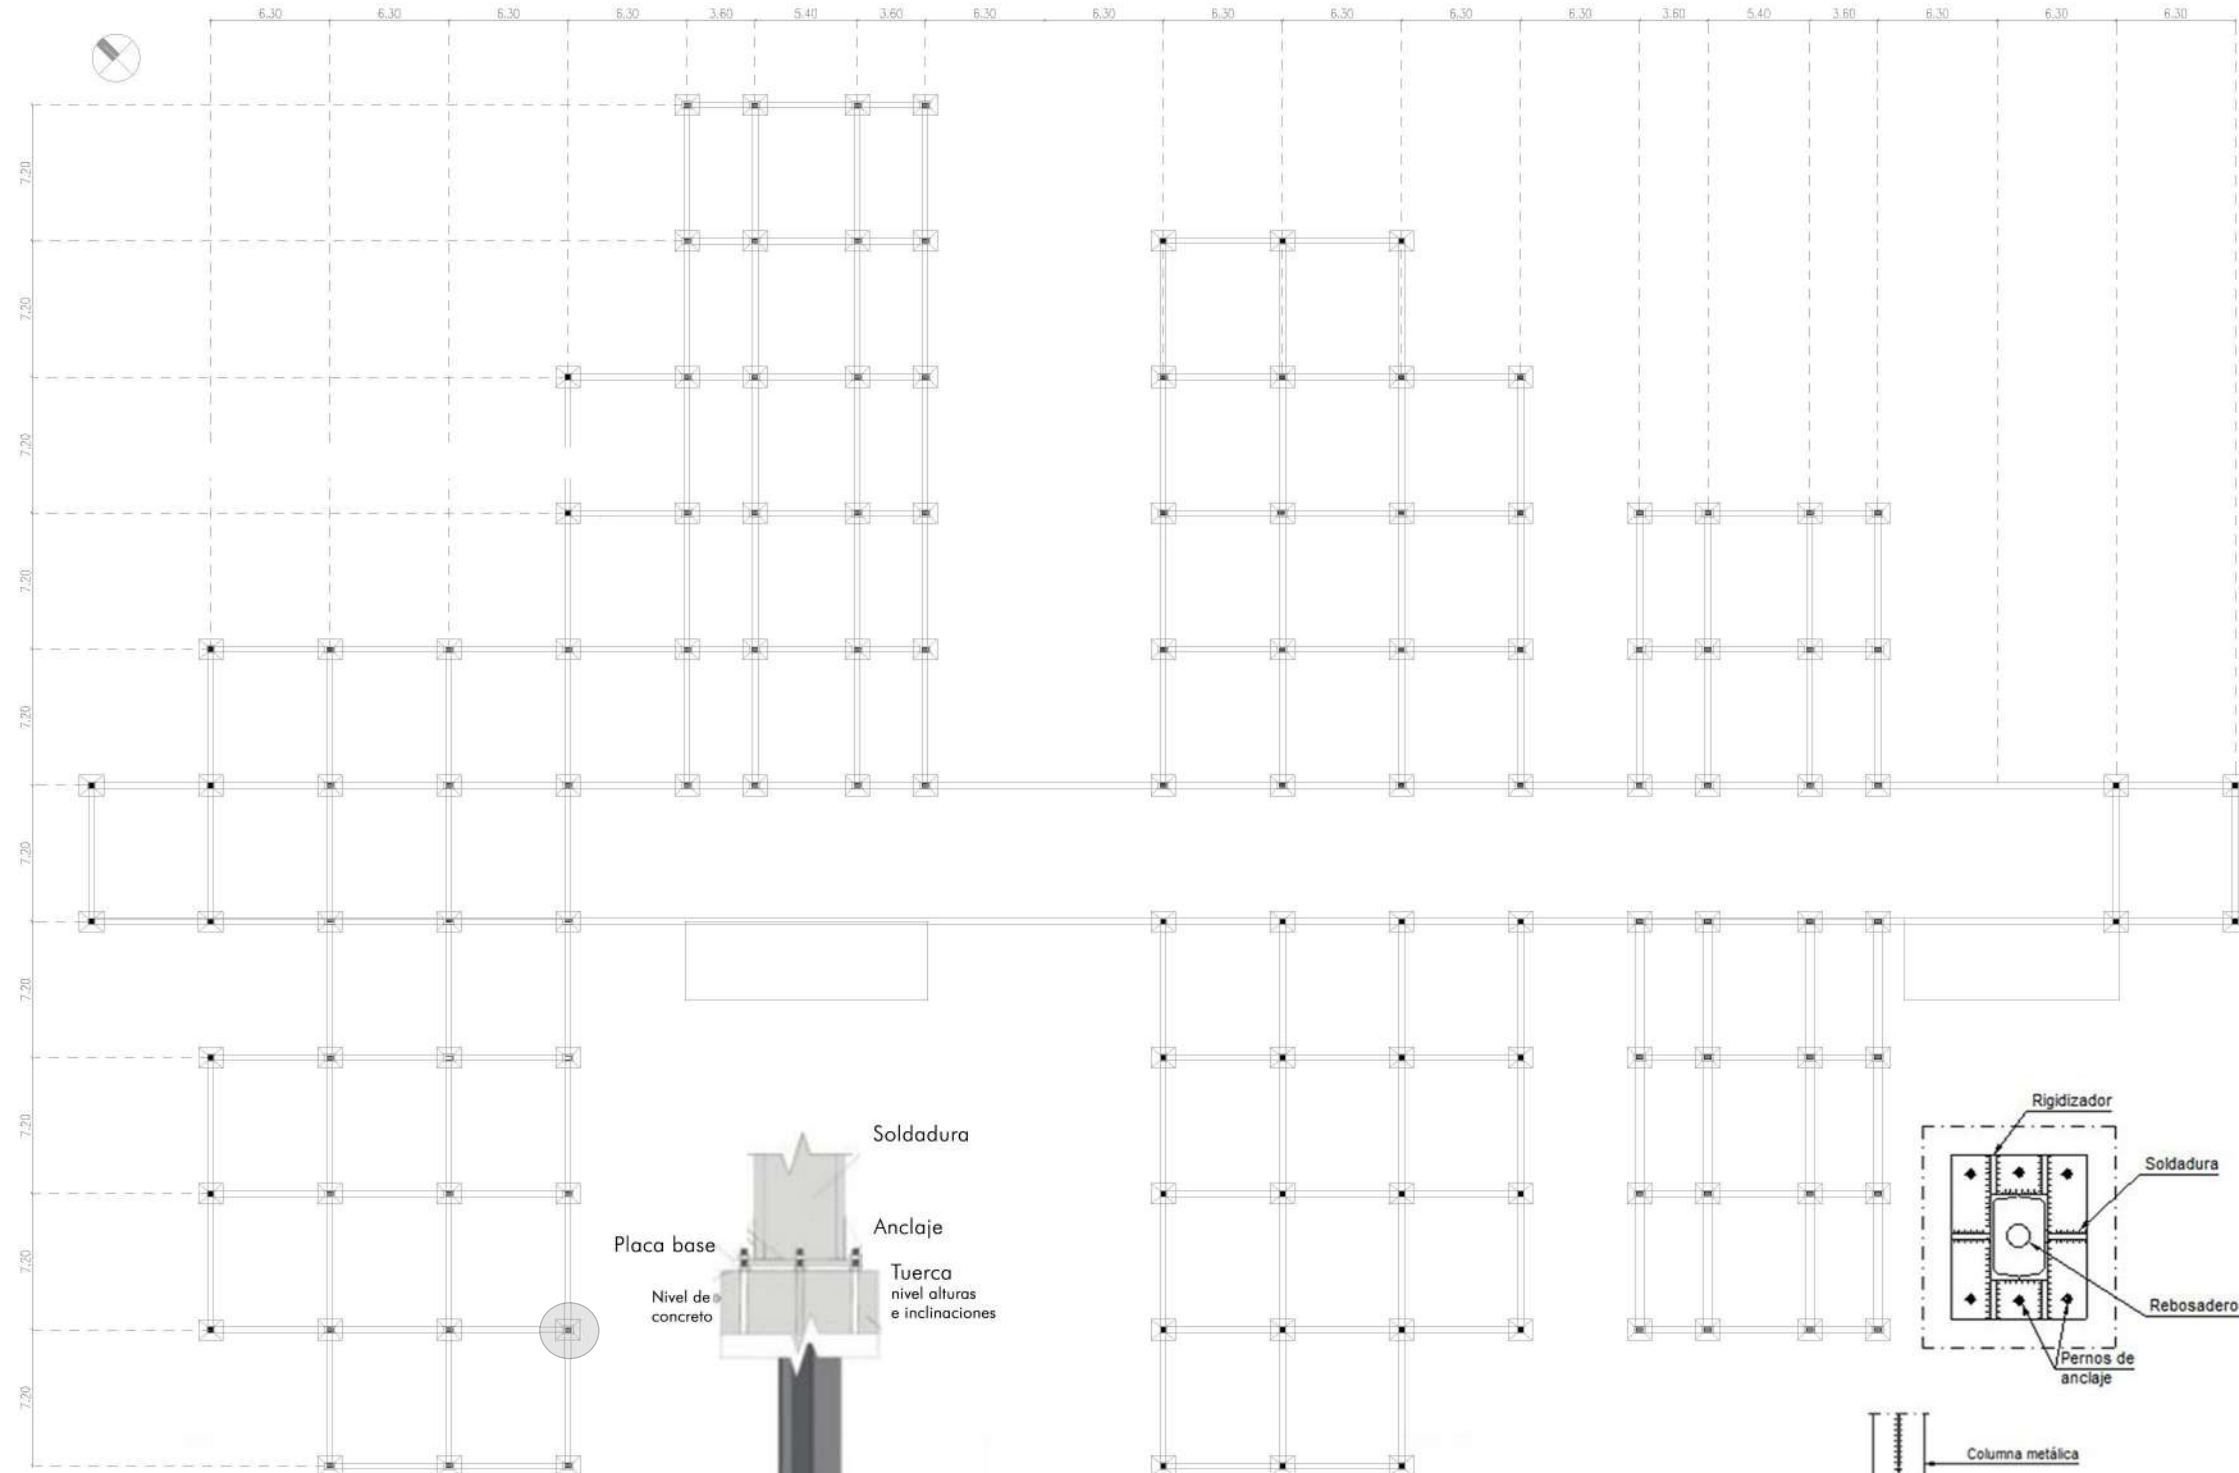 6.30 6.30 6.30 6.30 3.60 5.40 3.60 6.30 6.30 6.30 6.30 6.30 6.30 3.60 5.40 3.60 6.30 6.30 6.30
7.20
7.20
7.20
7.20
7.20
7.20
7.20
7.20
7.20
7.20
Soldadura
Placa base
Anclaje
Tuerca
nivel alturas
e inclinaciones
Nivel de
concreto
Rigidizador
Soldadura
Rebosadero
Pernos de
anclaje
Columna metálica